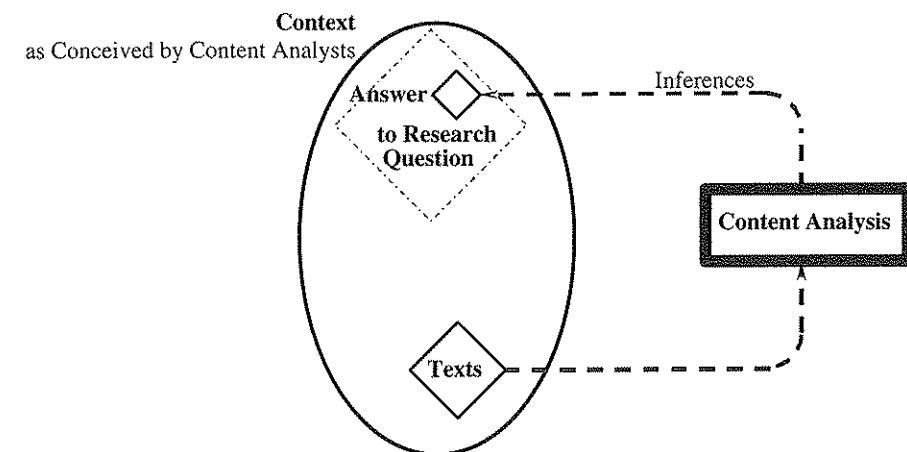 Context
as Conceived by Content Analysts
Inferences
Answer
to Research
Question
Content Analysis
Texts